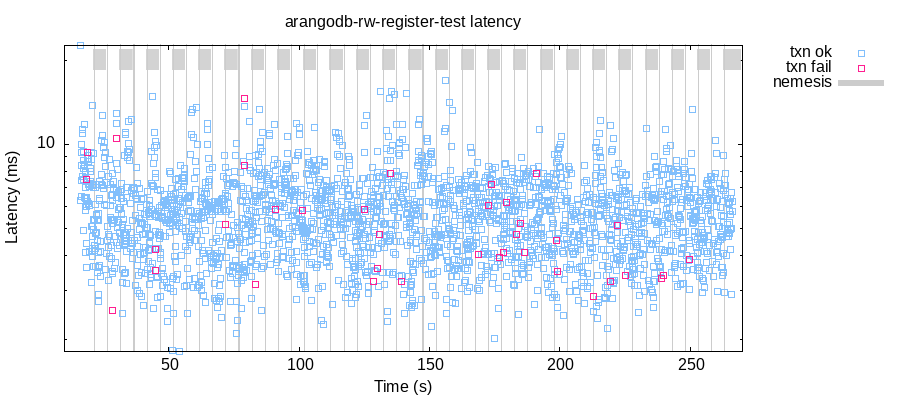 arangodb-rw-register-test latency
txn ok
txn fail
nemesis
10
Latency (ms)
50
100
150
200
250
Time (s)